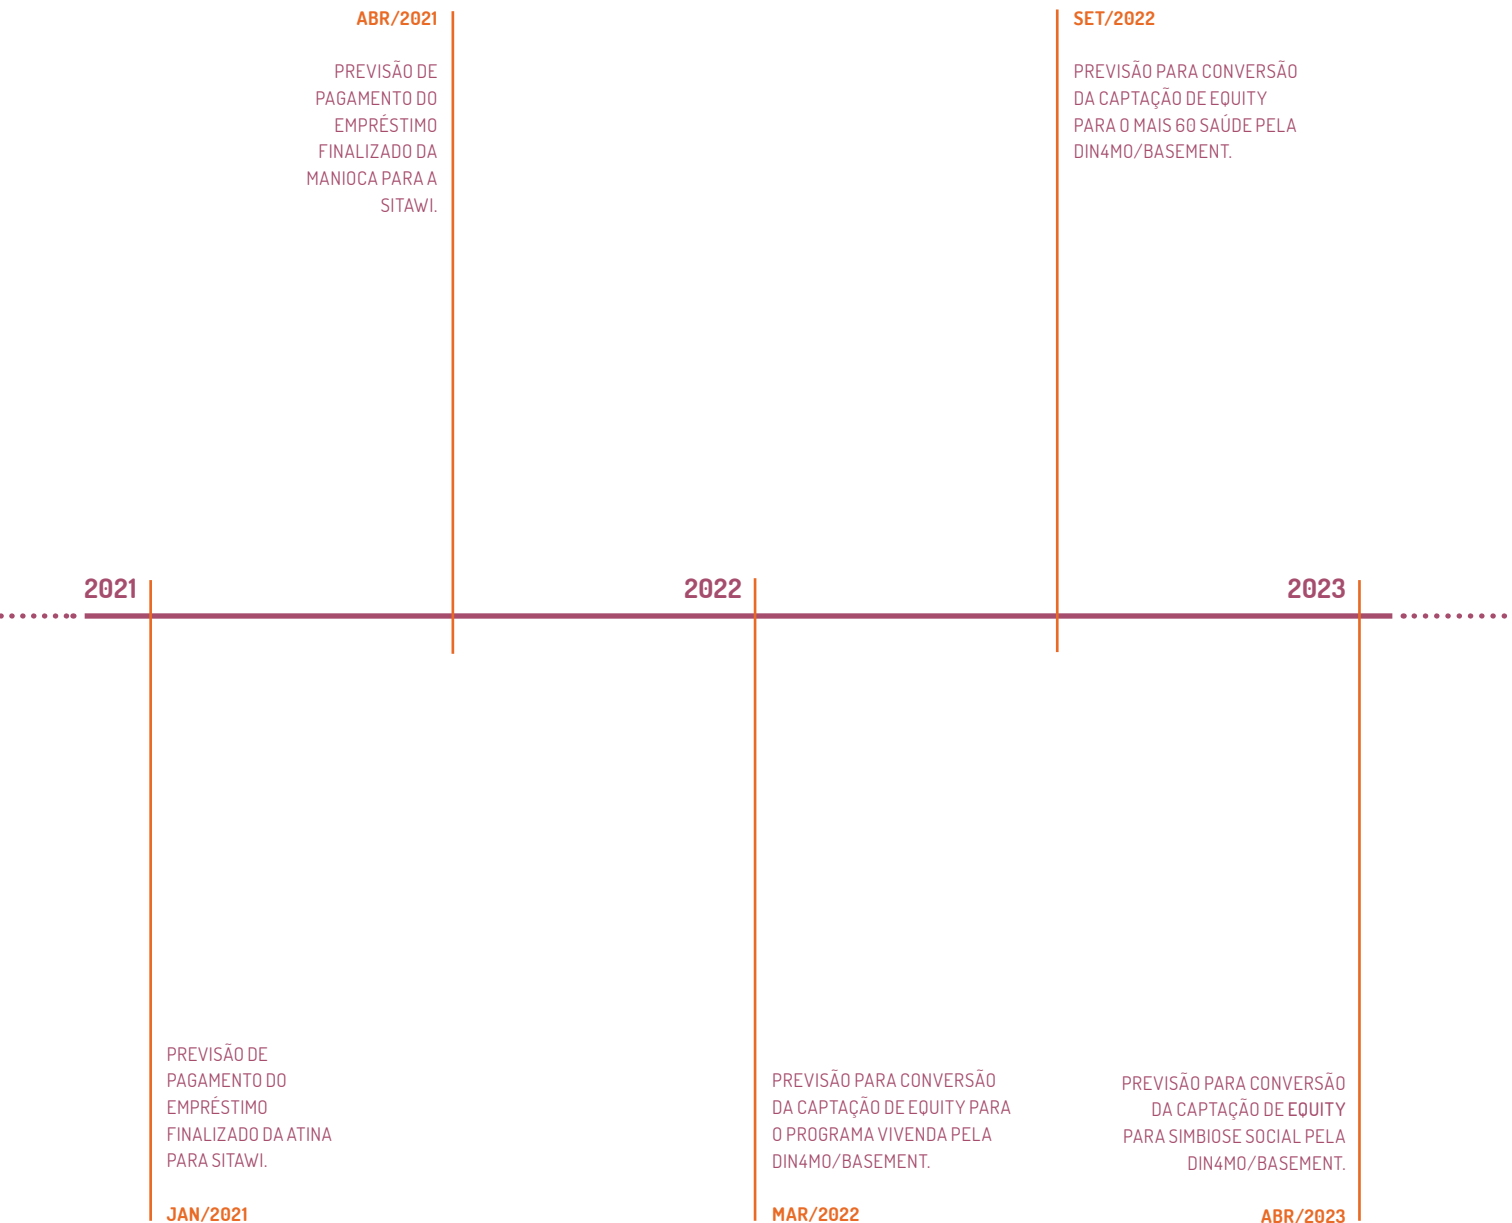 ABR/2021
PREVISÃO DE
PAGAMENTO DO
EMPRÉSTIMO
FINALIZADO DA
MANIOCA PARA A
SITAWI.
SET/2022
PREVISÃO PARA CONVERSÃO
DA CAPTAÇÃO DE EQUITY
PARA O MAIS 60 SAÚDE PELA
DIN4MO/BASEMENT.
2021
2022
2023
PREVISÃO DE
PAGAMENTO DO
EMPRÉSTIMO
FINALIZADO DA ATINA
PARA SITAWI.
JAN/2021
PREVISÃO PARA CONVERSÃO
DA CAPTAÇÃO DE EQUITY PARA
O PROGRAMA VIVENDA PELA
DIN4MO/BASEMENT.
MAR/2022
PREVISÃO PARA CONVERSÃO
DA CAPTAÇÃO DE EQUITY
PARA SIMBIOSE SOCIAL PELA
DIN4MO/BASEMENT.
ABR/2023